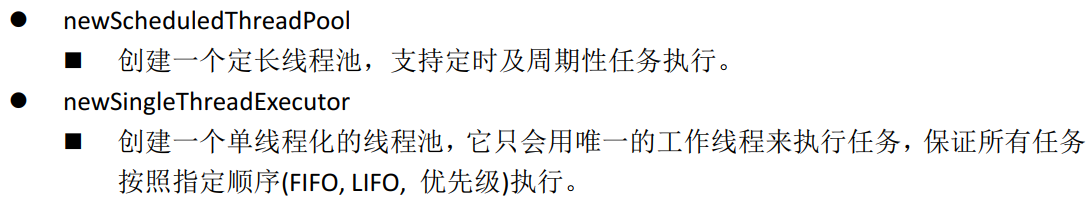 ● newScheduledThreadPool
■ 创建一个定长线程池，支持定时及周期性任务执行。
● newSingleThreadExecutor
■ 创建一个单线程化的线程池，它只会用唯一的工作线程来执行任务，保证所有任务
按照指定顺序(FIFO, LIFO, 优先级)执行。